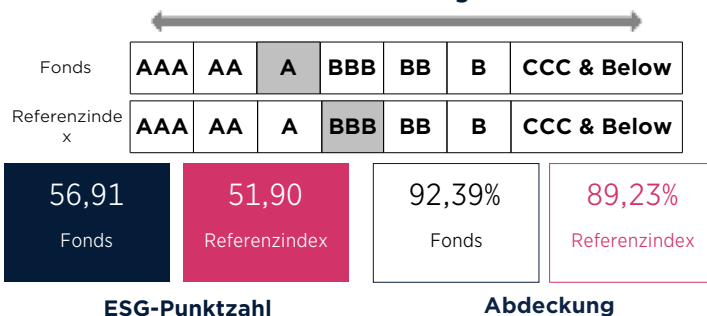 Fonds AAA AA A BBB BB B CCC & Below
Referenzinde
x
AAA AA A BBB BB B CCC & Below
56,91 51,90 92,39% 89,23%
Fonds Referenzindex Fonds Referenzindex
ESG-Punktzahl Abdeckung